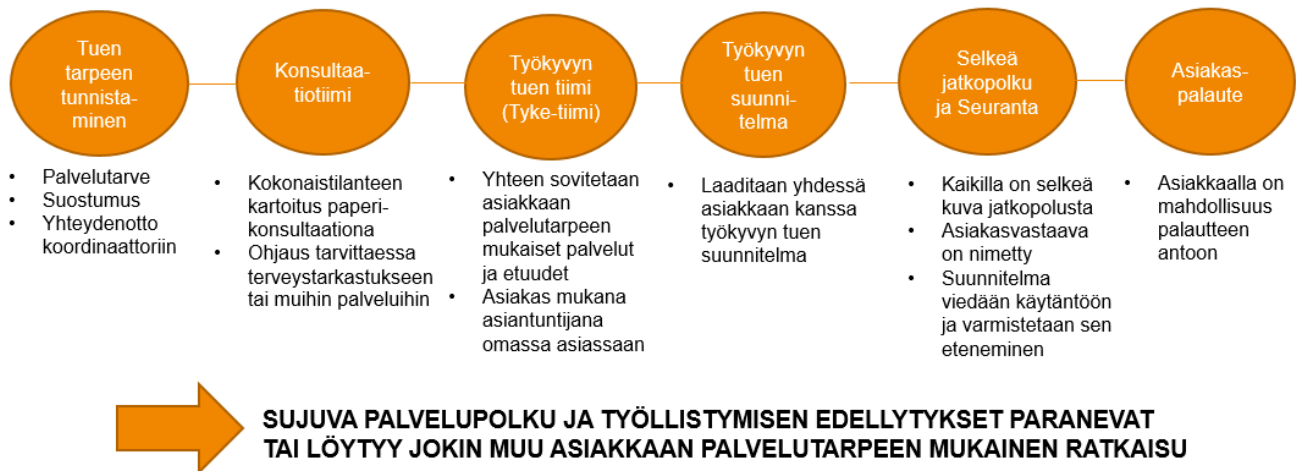 Tuen
tarpeen
tunnista-
minen
Konsultaa-
tiotiimi
Työkyvyn
tuen tiimi
(Tyke-tiimi)
Työkyvyn
tuen
suunni-
telma
Selkeä
jatkopolku
ja Seuranta
Asiakas-
palaute
• Palvelutarve
• Suostumus
• Yhteydenotto
koordinaattoriin
• Kokonaistilanteen
kartoitus paperi-
konsultaationa
• Ohjaus tarvittaessa
terveystarkastukseen
tai muihin palveluihin
• Yhteen sovitetaan
asiakkaan
palvelutarpeen
mukaiset palvelut
ja etuudet
• Asiakas mukana
asiantuntijana
omassa asiassaan
• Laaditaan yhdessä
asiakkaan kanssa
työkyvyn tuen
suunnitelma
• Kaikilla on selkeä
kuva jatkopolusta
• Asiakasvastaava
on nimetty
• Suunnitelma
viedään käytäntöön
ja varmistetaan sen
eteneminen
• Asiakkaalla on
mahdollisuus
palautteen
antoon
SUJUVA PALVELUPOLKU JA TYÖLLISTYMISEN EDELLYTYKSET PARANEVAT
TAI LÖYTYY JOKIN MUU ASIAKKAAN PALVELUTARPEEN MUKAINEN RATKAISU